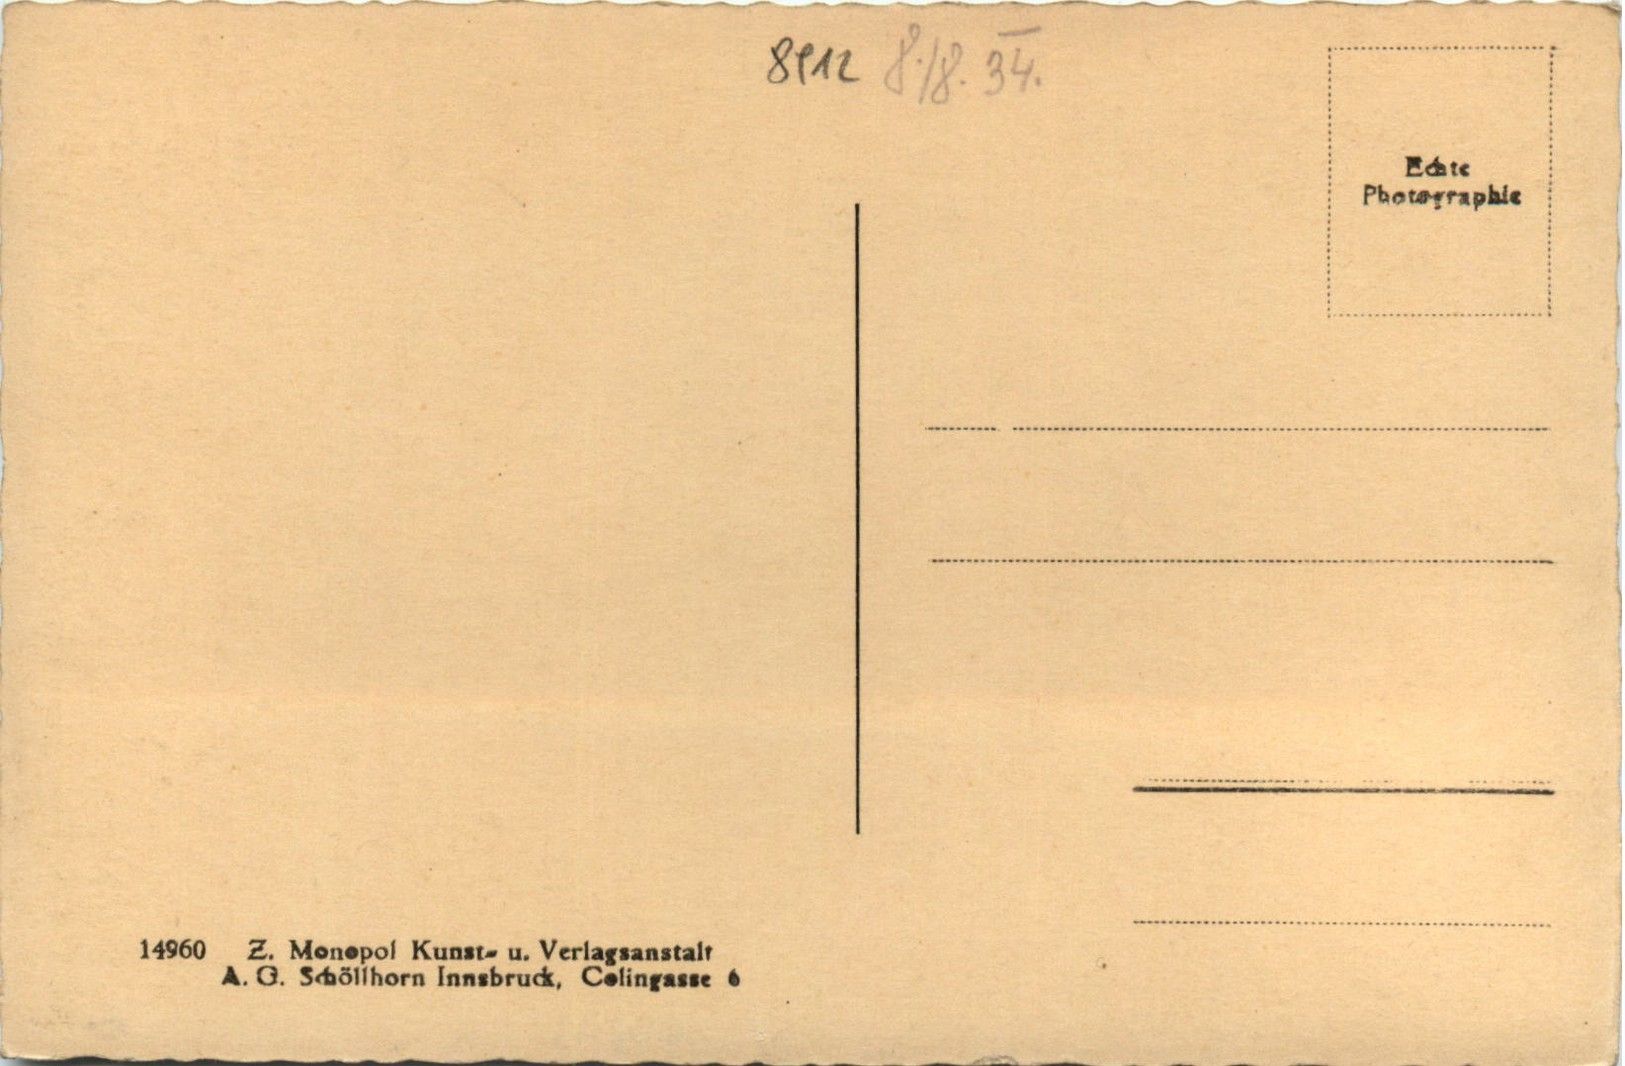 8912 8./8. 34.
Echte
Photographie
14960 Z. Monopol Kunst- u. Verlagsanstalt
A. G. Schöllhorn Innsbruck, Colingasse 6